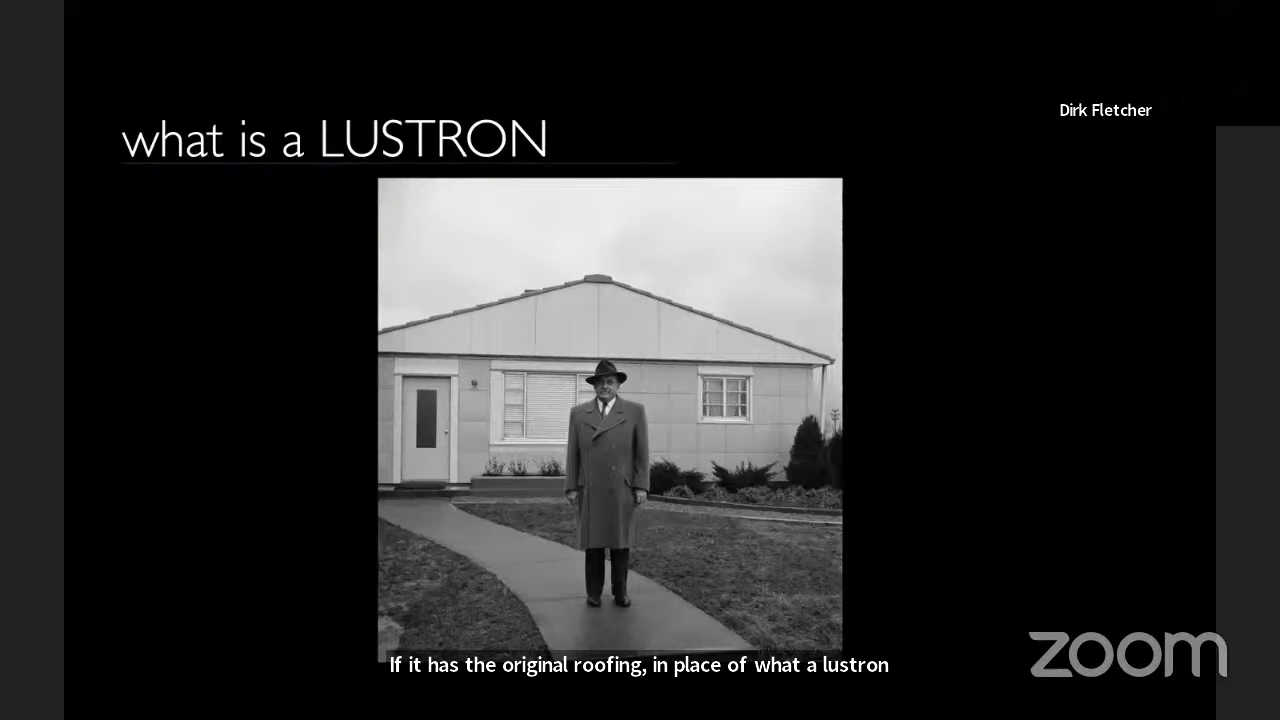 Dirk Fletcher
what is a LUSTRON
If it has the original roofing, in place of what a lustron
zoom